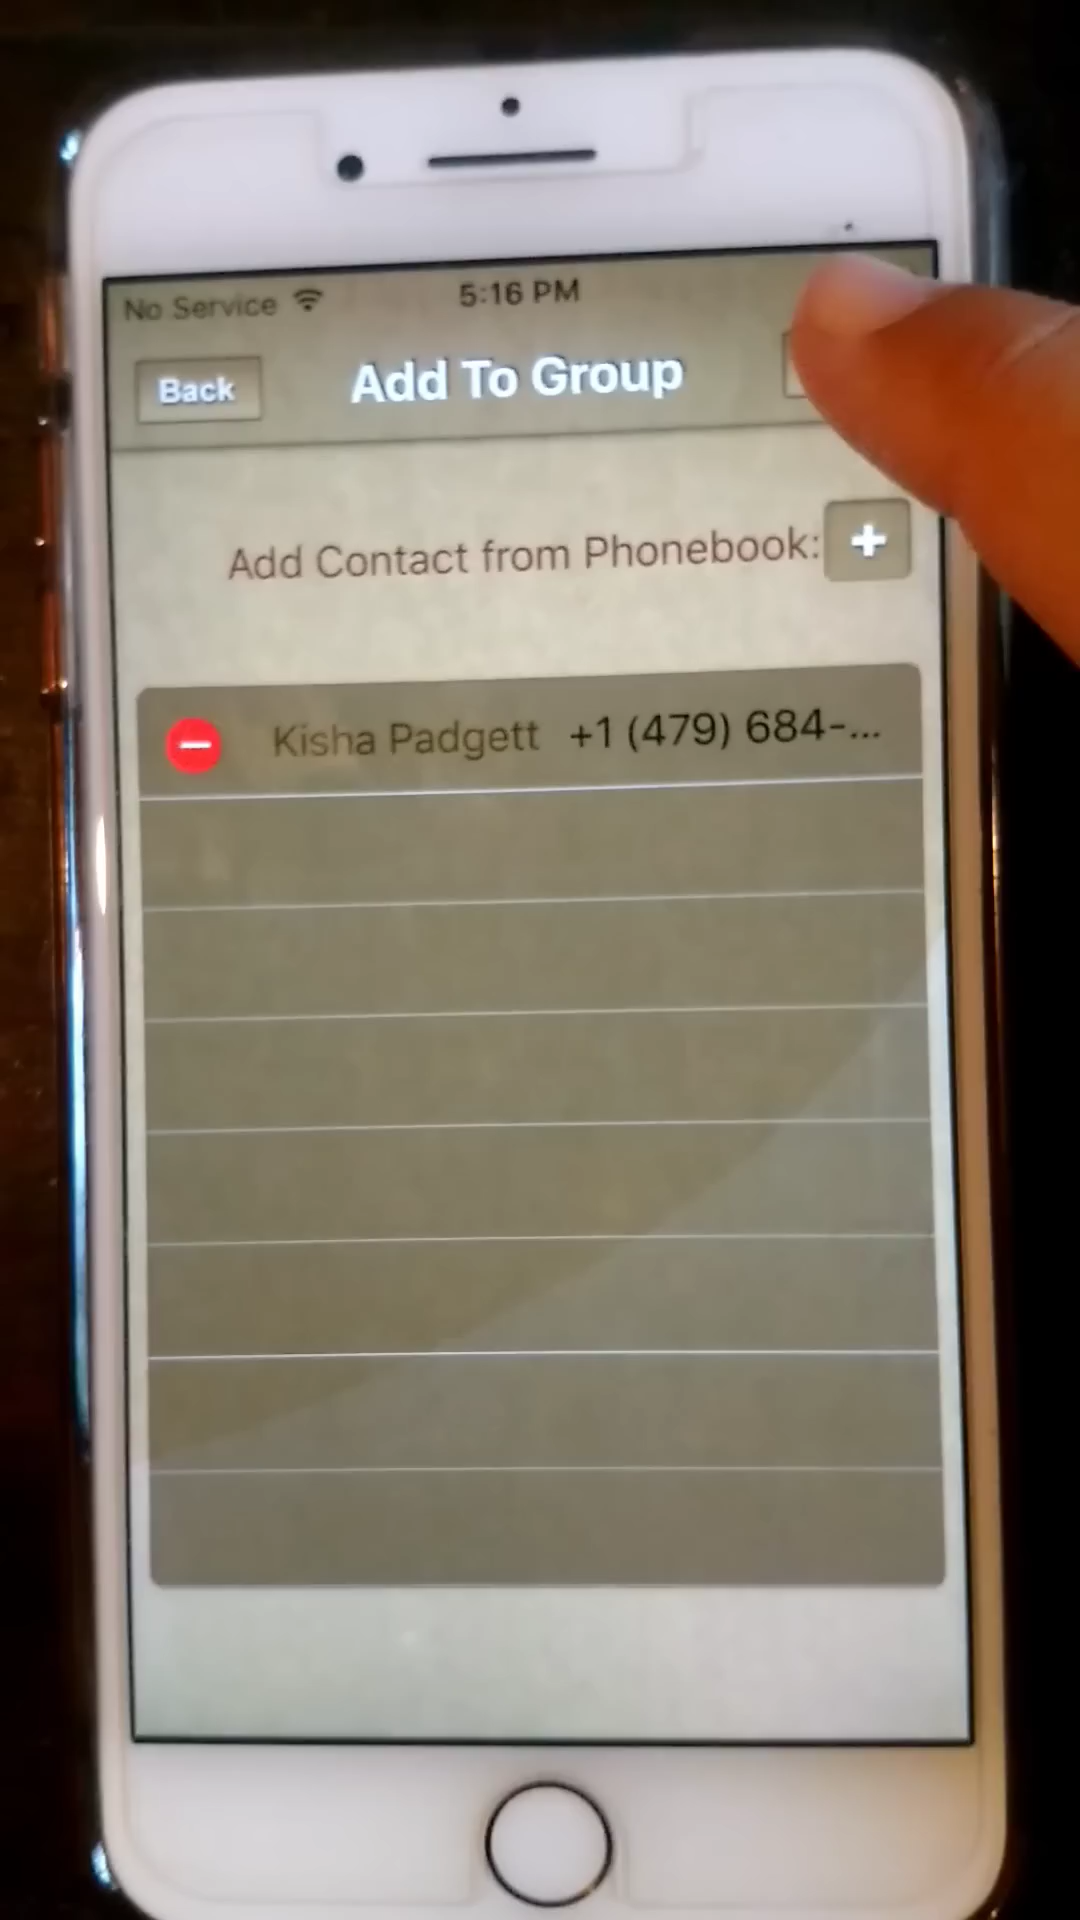 No Service 5:16 PM
Back Add To Group
Add Contact from Phonebook: +
Kisha Padgett +1 (479) 684-...